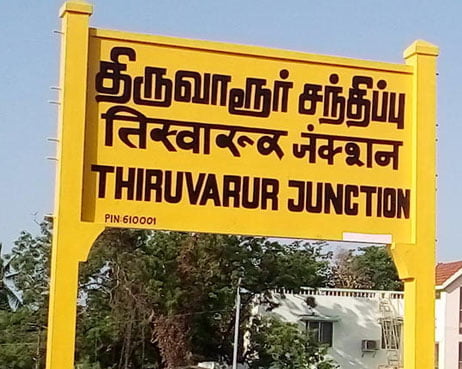 திருவாரூர் சந்திப்பு
तिरुवारूर जंक्शन
THIRUVARUR JUNCTION
PIN:610001